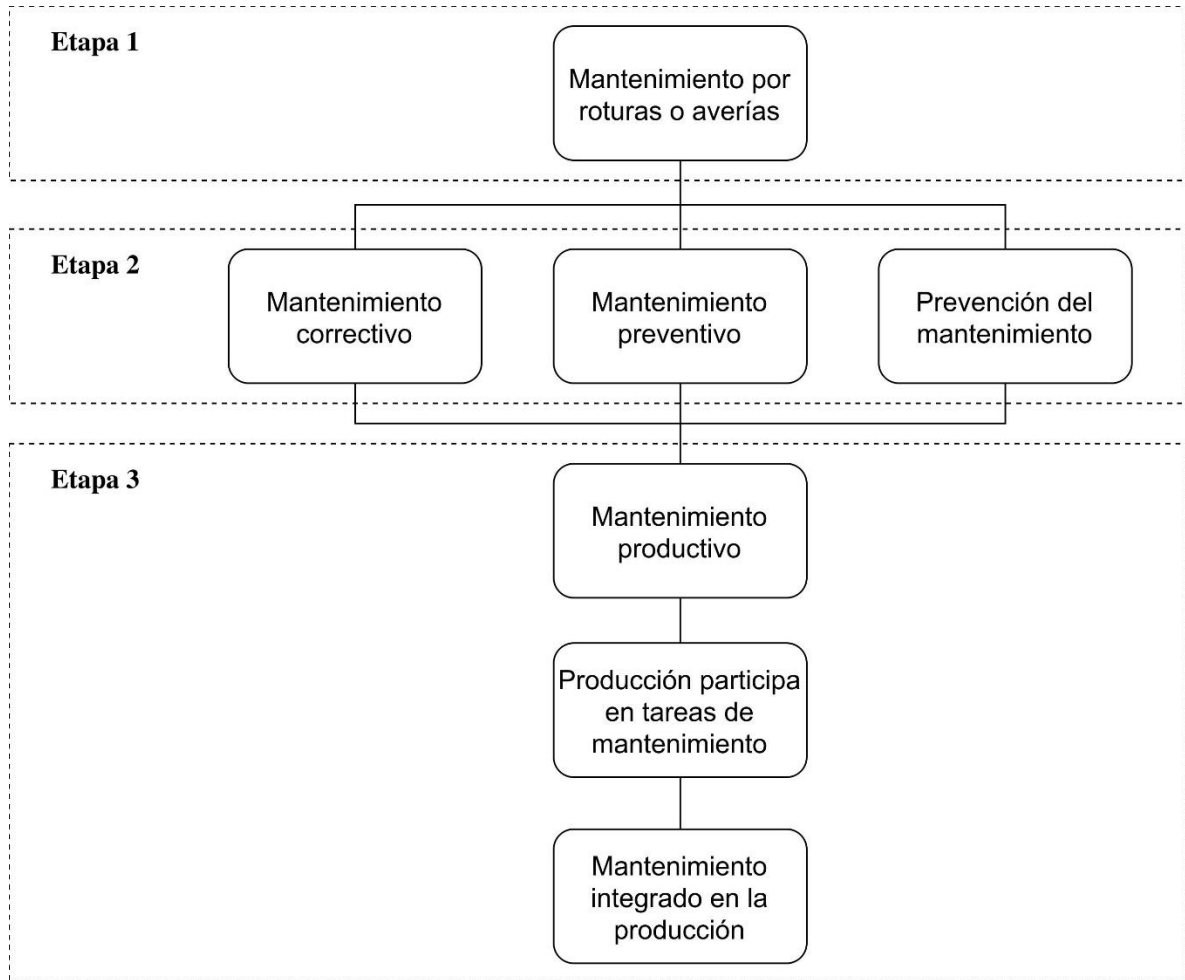 Etapa 1
Mantenimiento por
roturas o averías
Etapa 2
Mantenimiento
correctivo
Mantenimiento
preventivo
Prevención del
mantenimiento
Etapa 3
Mantenimiento
productivo
Producción participa
en tareas de
mantenimiento
Mantenimiento
integrado en la
producción